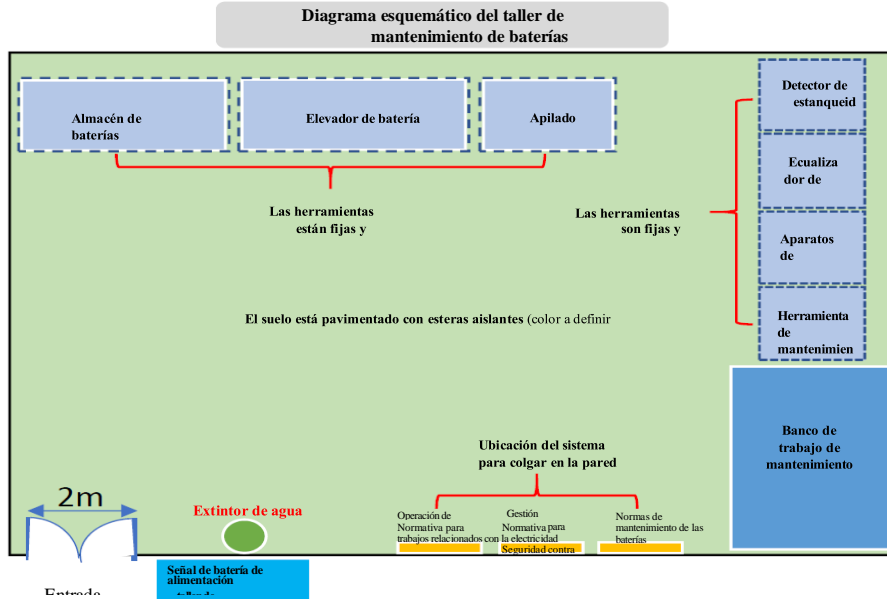 Diagrama esquemático del taller de
mantenimiento de baterías
Almacén de
baterías
Elevador de batería
Apilado
Detector de
estanqueid
Ecualiza
dor de
Aparatos
de
Herramienta
de
mantenimien
Las herramientas
están fijas y
Las herramientas
son fijas y
El suelo está pavimentado con esteras aislantes (color a definir
Banco de
trabajo de
mantenimiento
Ubicación del sistema
para colgar en la pared
Operación de
Normativa para
trabajos relacionados con
Gestión
Normativa para
la electricidad
Seguridad contra
Normas de
mantenimiento de las
baterías
2m
Extintor de agua
Entrada
Señal de batería de
alimentación